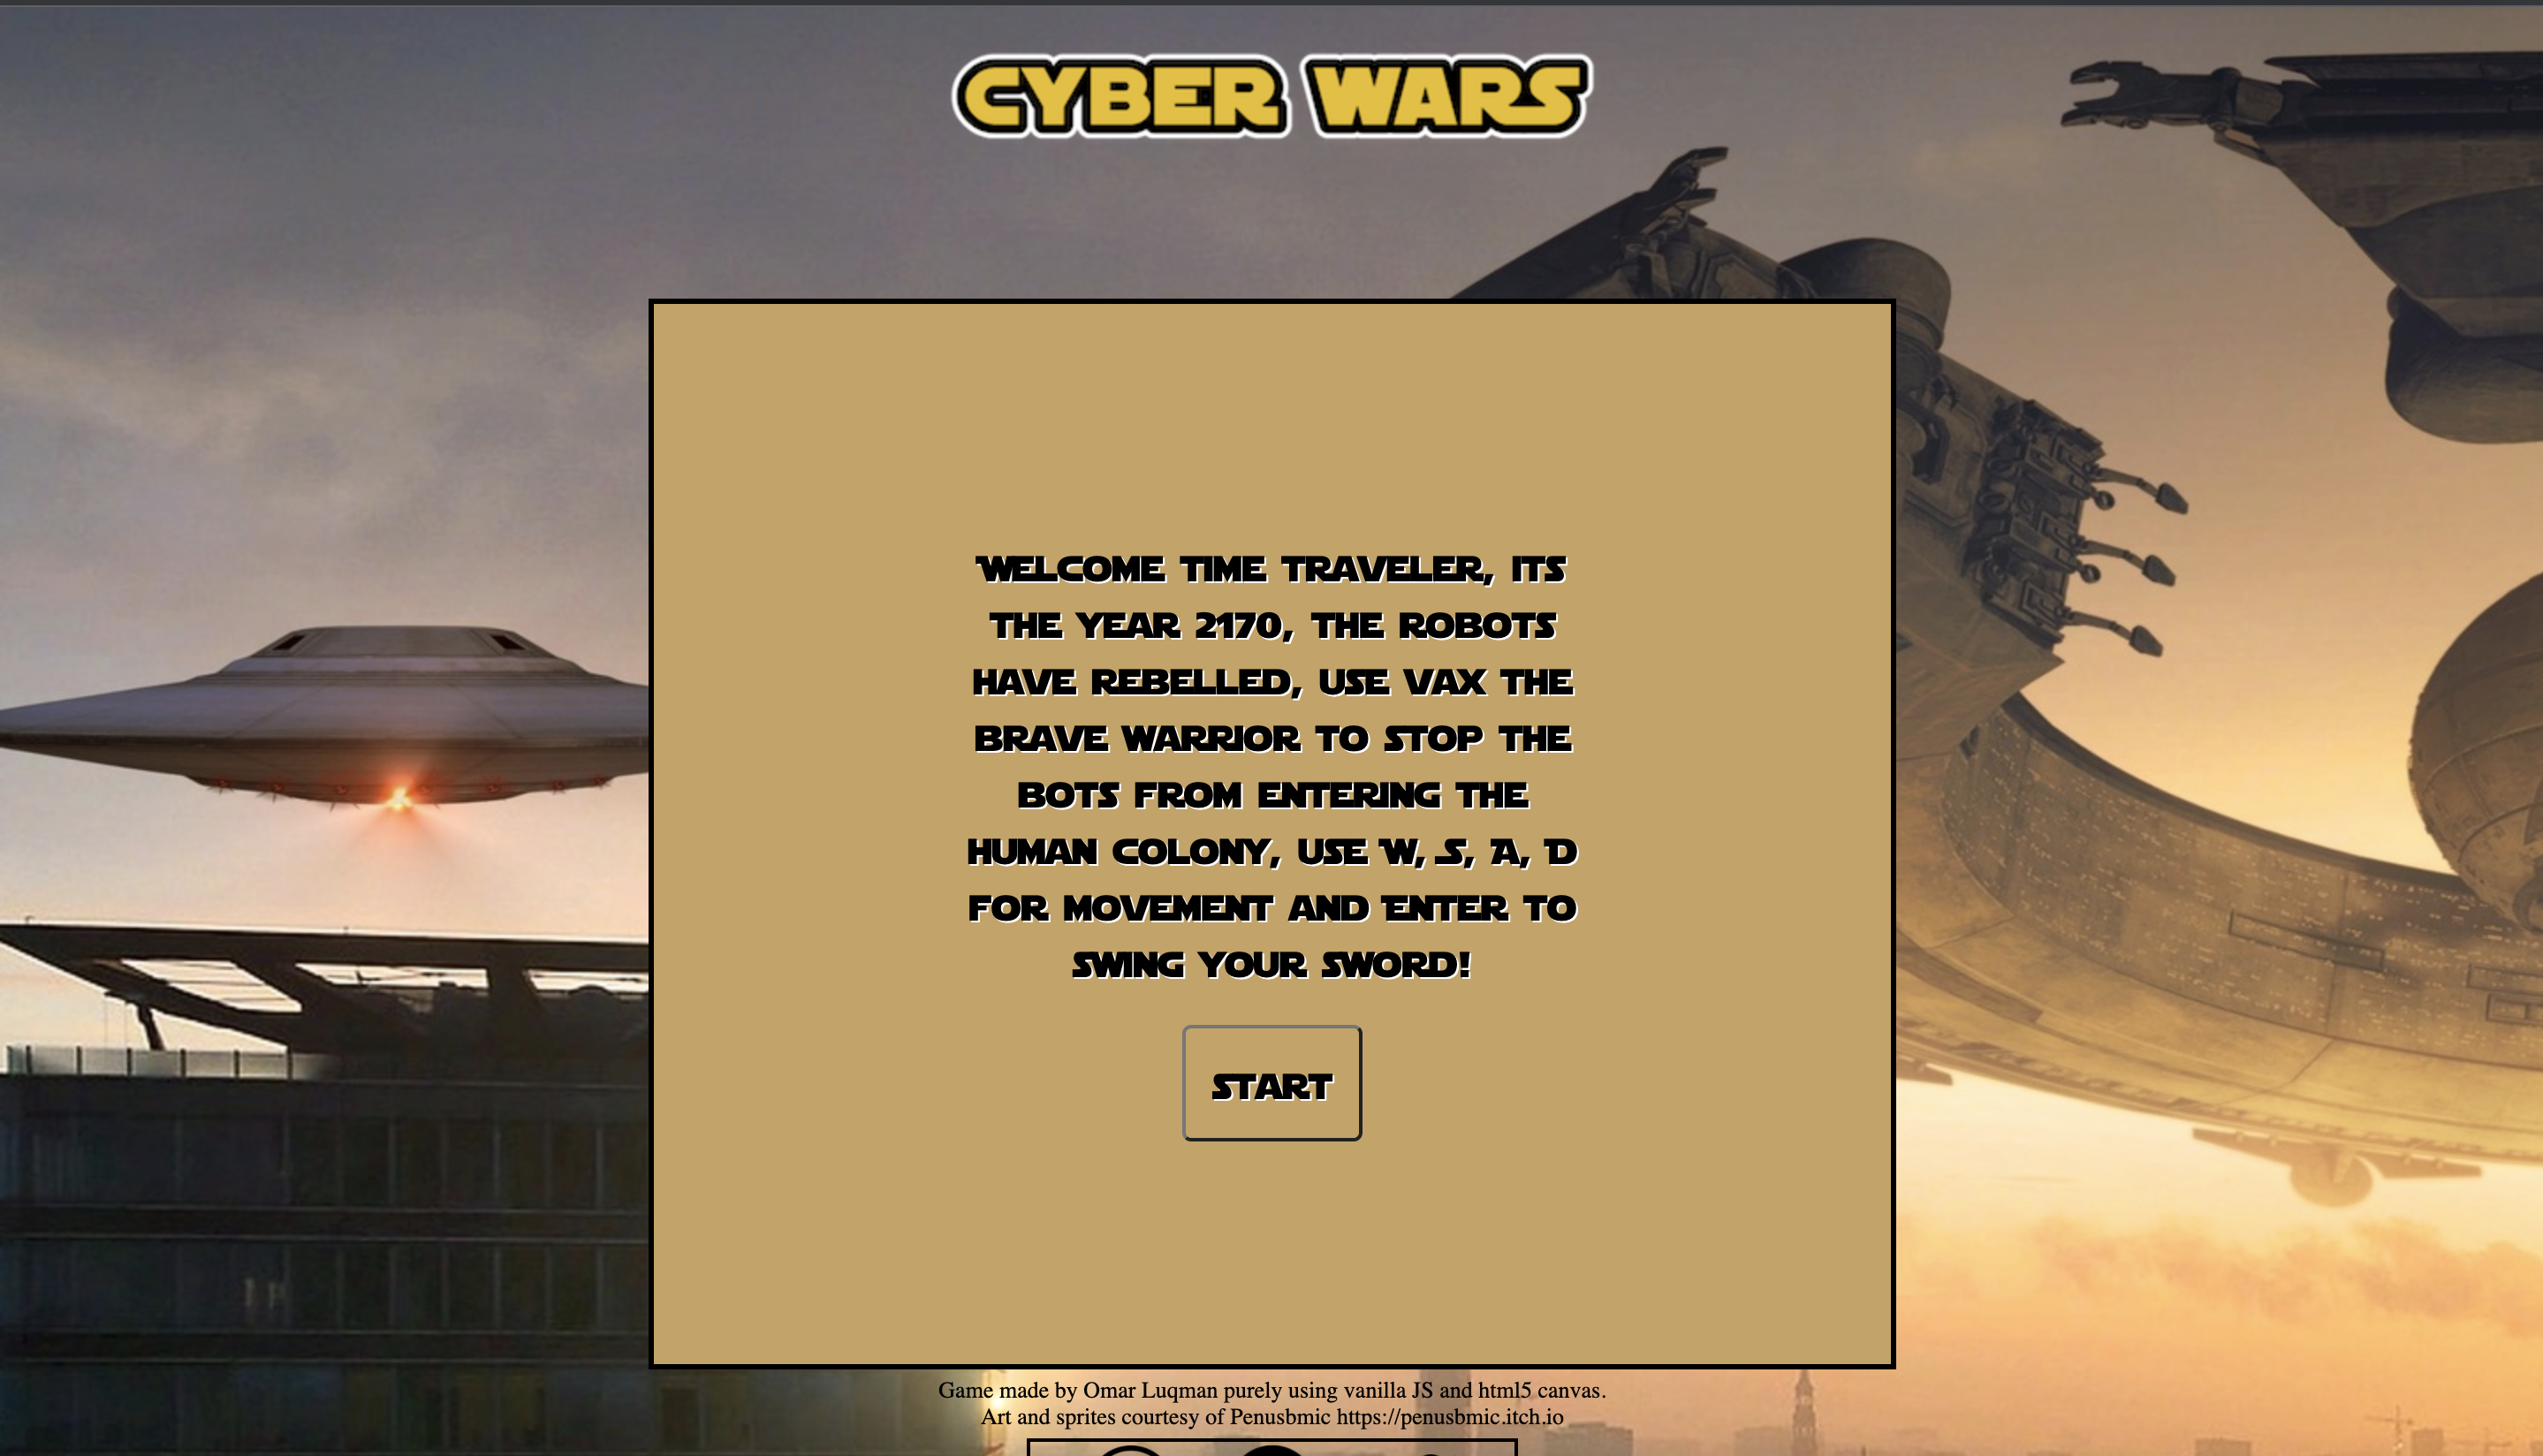 CYBER WARS
Welcome time traveler, its
the year 2170, the robots
have rebelled, use vax the
brave warrior to stop the
bots from entering the
human colony, use W, S, A, D
for movement and Enter to
swing your sword!
START
Game made by Omar Luqman purely using vanilla JS and html5 canvas.
Art and sprites courtesy of Penusbmic https://penusbmic.itch.io